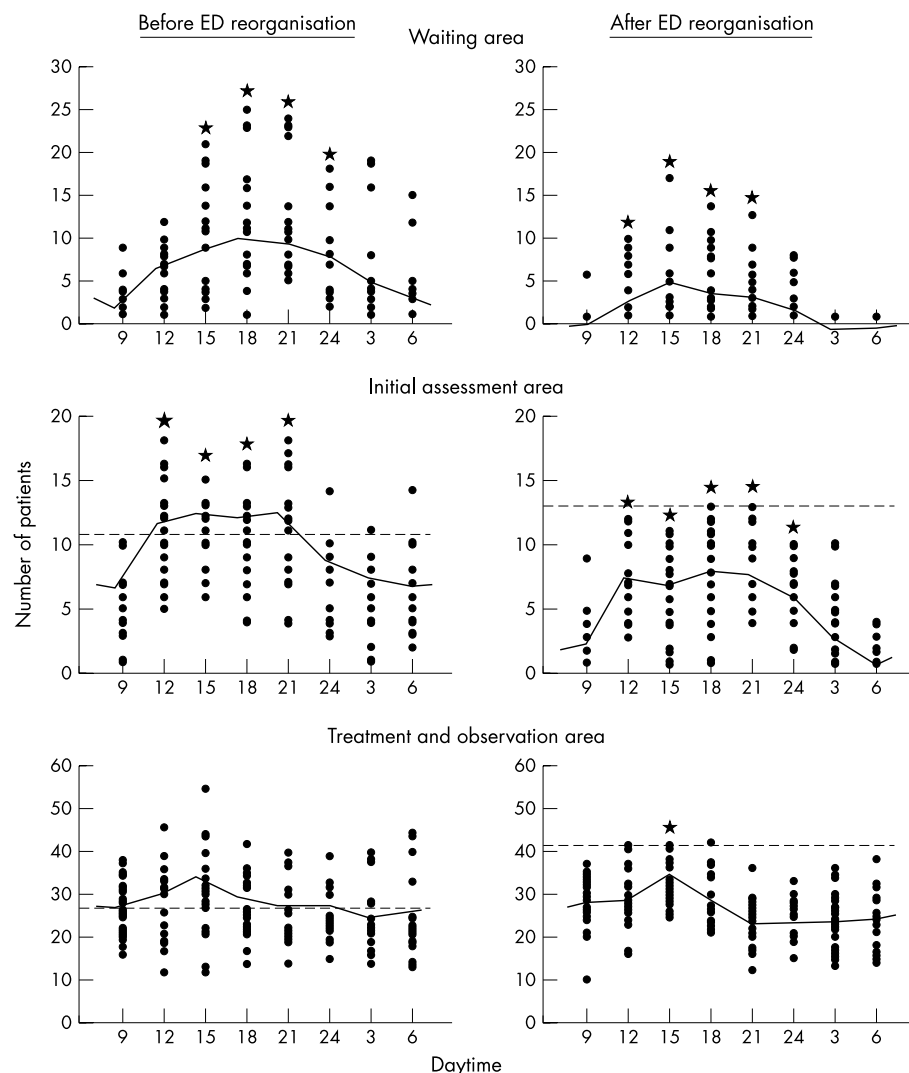 Before ED reorganisation
After ED reorganisation
Waiting area
30
25
20
15
10
5
0
9 12 15 18 21 24 3 6
30
25
20
15
10
5
0
9 12 15 18 21 24 3 6
Initial assessment area
Number of patients
20
15
10
5
0
9 12 15 18 21 24 3 6
20
15
10
5
0
9 12 15 18 21 24 3 6
Treatment and observation area
60
50
40
30
20
10
0
9 12 15 18 21 24 3 6
60
50
40
30
20
10
0
9 12 15 18 21 24 3 6
Daytime